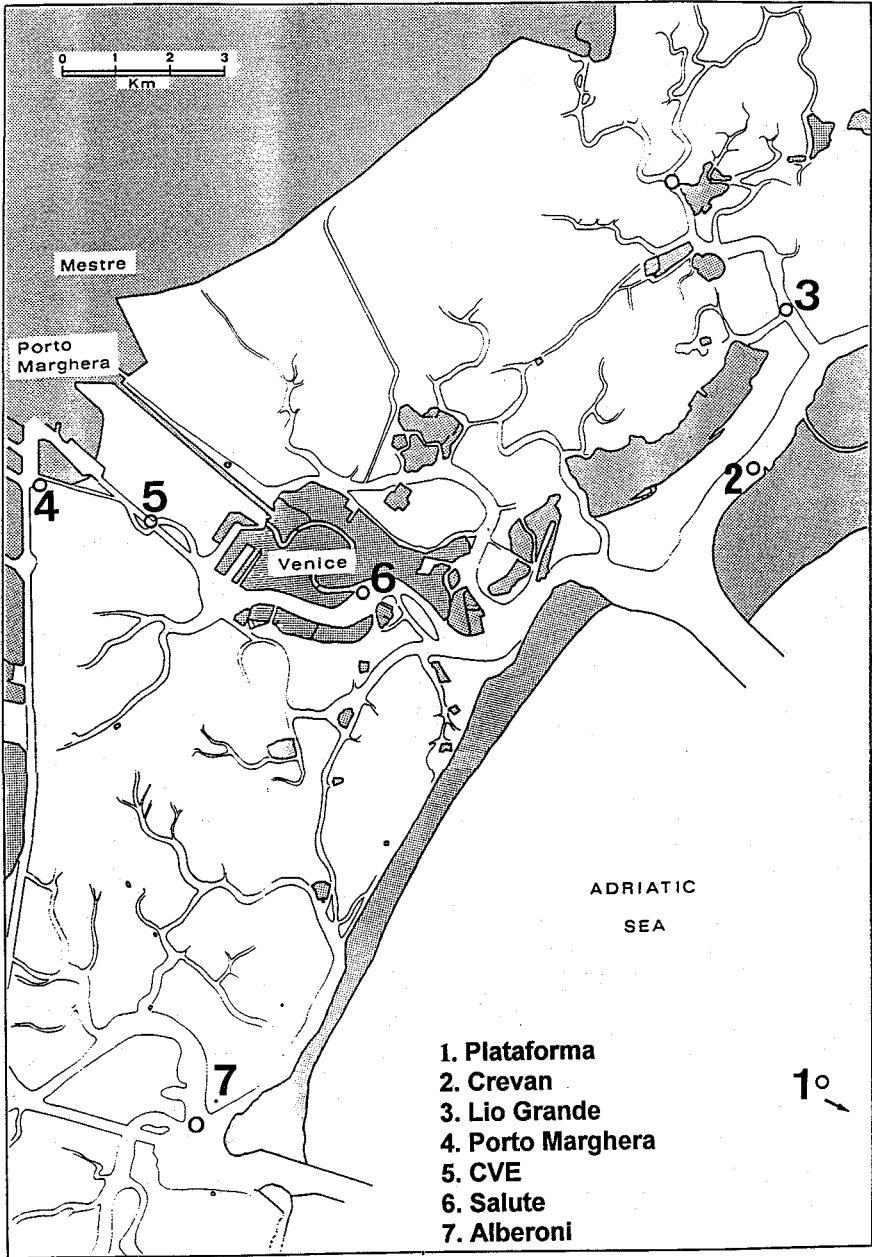 0 1 2 3
Km
Mestre
Porto
Marghera
3
2
4
5
Venice
6
ADRIATIC
SEA
7
1
1. Plataforma
2. Crevan
3. Lio Grande
4. Porto Marghera
5. CVE
6. Salute
7. Alberoni